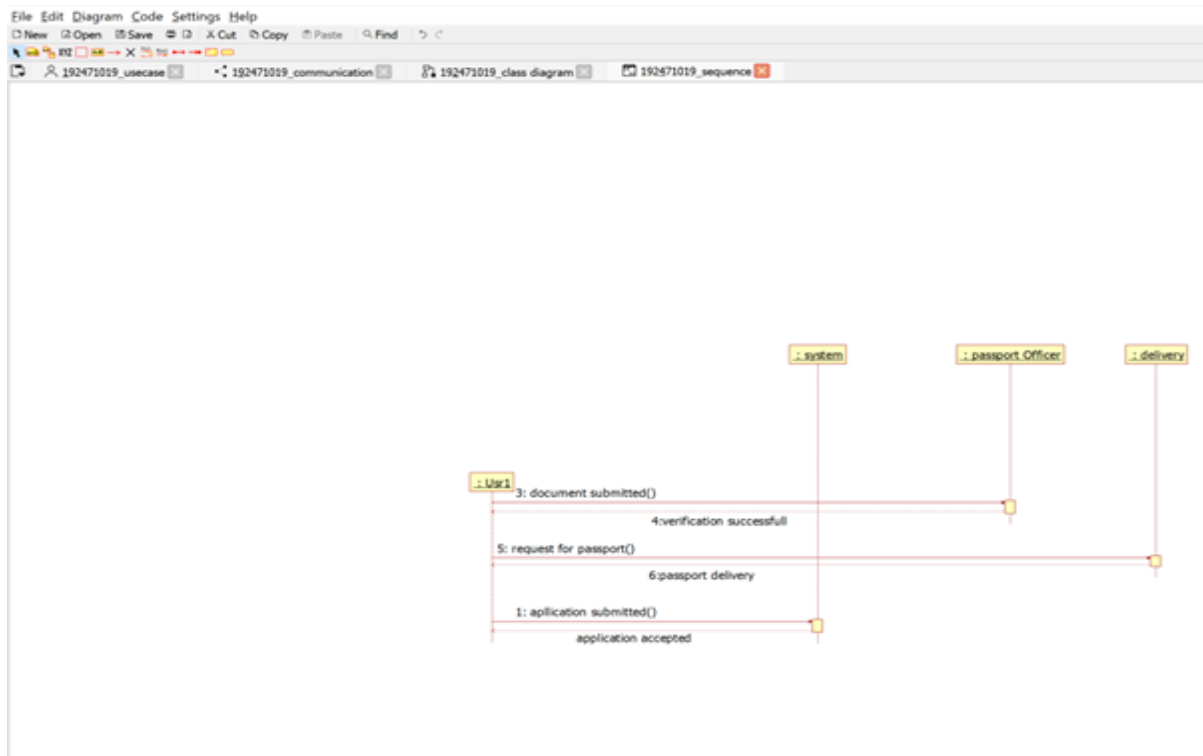 File Edit Diagram Code Settings Help
New Open Save Cut Copy Paste Find
192471019_usecase 192471019_communication 192471019_class diagram 192471019_sequence
: system : passport Officer : delivery
: Usr1
3: document submitted()
4:verification successfull
5: request for passport()
6:passport delivery
1: apllication submitted()
application accepted